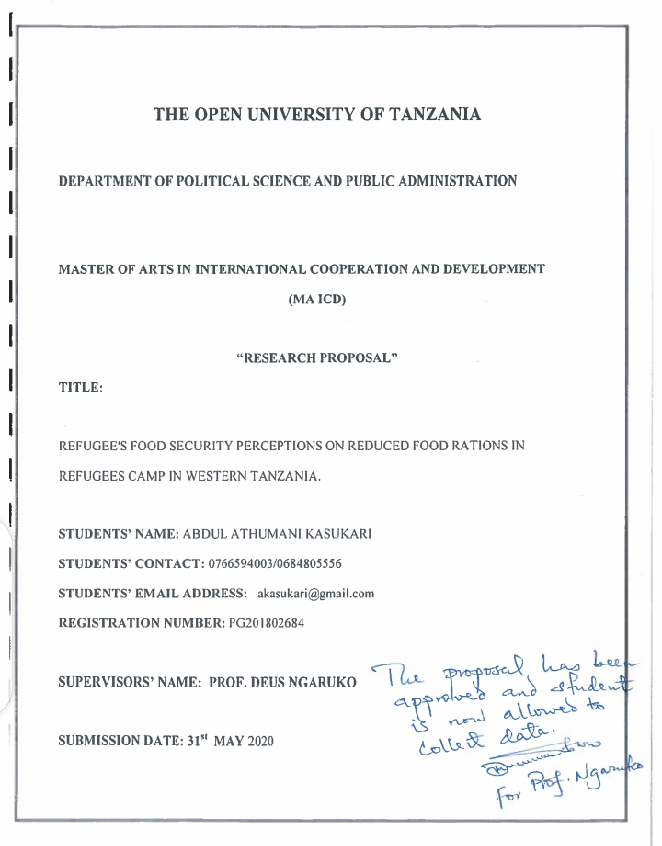 THE OPEN UNIVERSITY OF TANZANIA
DEPARTMENT OF POLITICAL SCIENCE AND PUBLIC ADMINISTRATION
MASTER OF ARTS IN INTERNATIONAL COOPERATION AND DEVELOPMENT
(MA ICD)
“RESEARCH PROPOSAL”
TITLE:
REFUGEE'S FOOD SECURITY PERCEPTIONS ON REDUCED FOOD RATIONS IN
REFUGEES CAMP IN WESTERN TANZANIA.
STUDENTS’ NAME: ABDUL ATHUMANI KASUKARI
STUDENTS’ CONTACT: 0766594003/0684805556
STUDENTS’ EMAIL ADDRESS: akasukari@gmail.com
REGISTRATION NUMBER: PG201802684
SUPERVISORS’ NAME: PROF. DEUS NGARUKO
SUBMISSION DATE: 31st MAY 2020
The proposal has been
approved and student
is now allowed to
collect data.
for Prof. Ngaruko